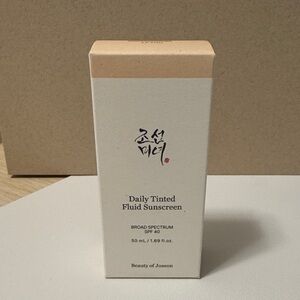 조선
미녀
Daily Tinted
Fluid Sunscreen
BROAD SPECTRUM
SPF 40
50 mL / 1.69 fl.oz.
Beauty of Joseon